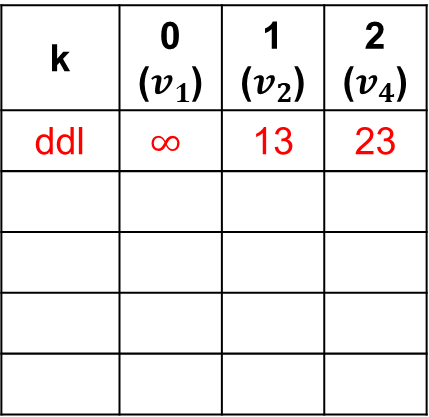 k 0 1 2
(v₁) (v₂) (v₄)
ddl ∞ 13 23